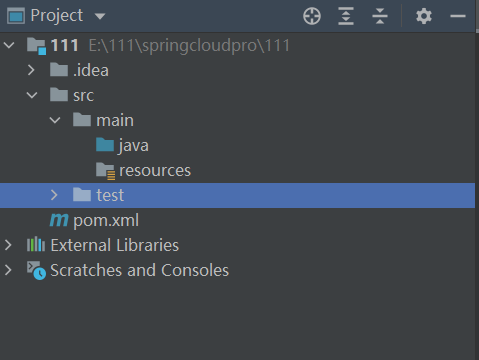 Project
111 E:\111\springcloudpro\111
.idea
src
main
java
resources
test
pom.xml
External Libraries
Scratches and Consoles